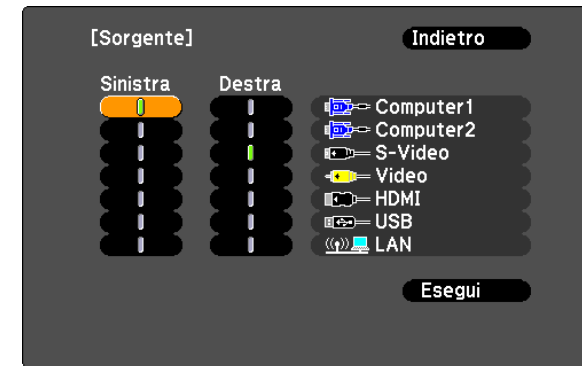 [Sorgente] Indietro
Sinistra Destra
Computer1
Computer2
S-Video
Video
HDMI
USB
LAN
Esegui